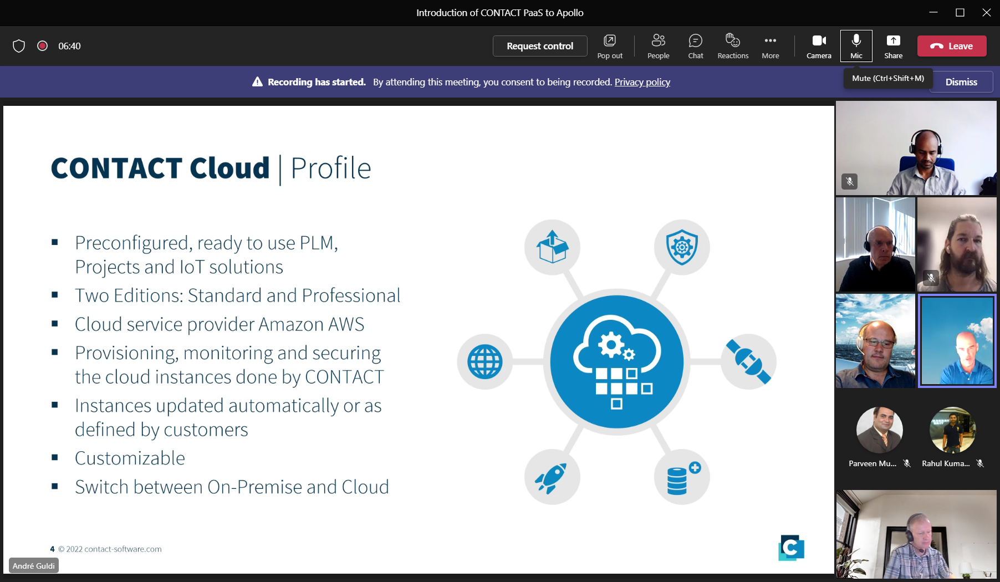 Introduction of CONTACT PaaS to Apollo
06:40
Request control
Pop out
People
Chat
Reactions
More
Camera
Mic
Share
Leave
Recording has started. By attending this meeting, you consent to being recorded. Privacy policy
Mute (Ctrl+Shift+M)
Dismiss
CONTACT Cloud | Profile
▪ Preconfigured, ready to use PLM,
Projects and IoT solutions
▪ Two Editions: Standard and Professional
▪ Cloud service provider Amazon AWS
▪ Provisioning, monitoring and securing
the cloud instances done by CONTACT
▪ Instances updated automatically or as
defined by customers
▪ Customizable
▪ Switch between On-Premise and Cloud
4 © 2022 contact-software.com
C
André Guldi
Parveen Mu...
Rahul Kuma...